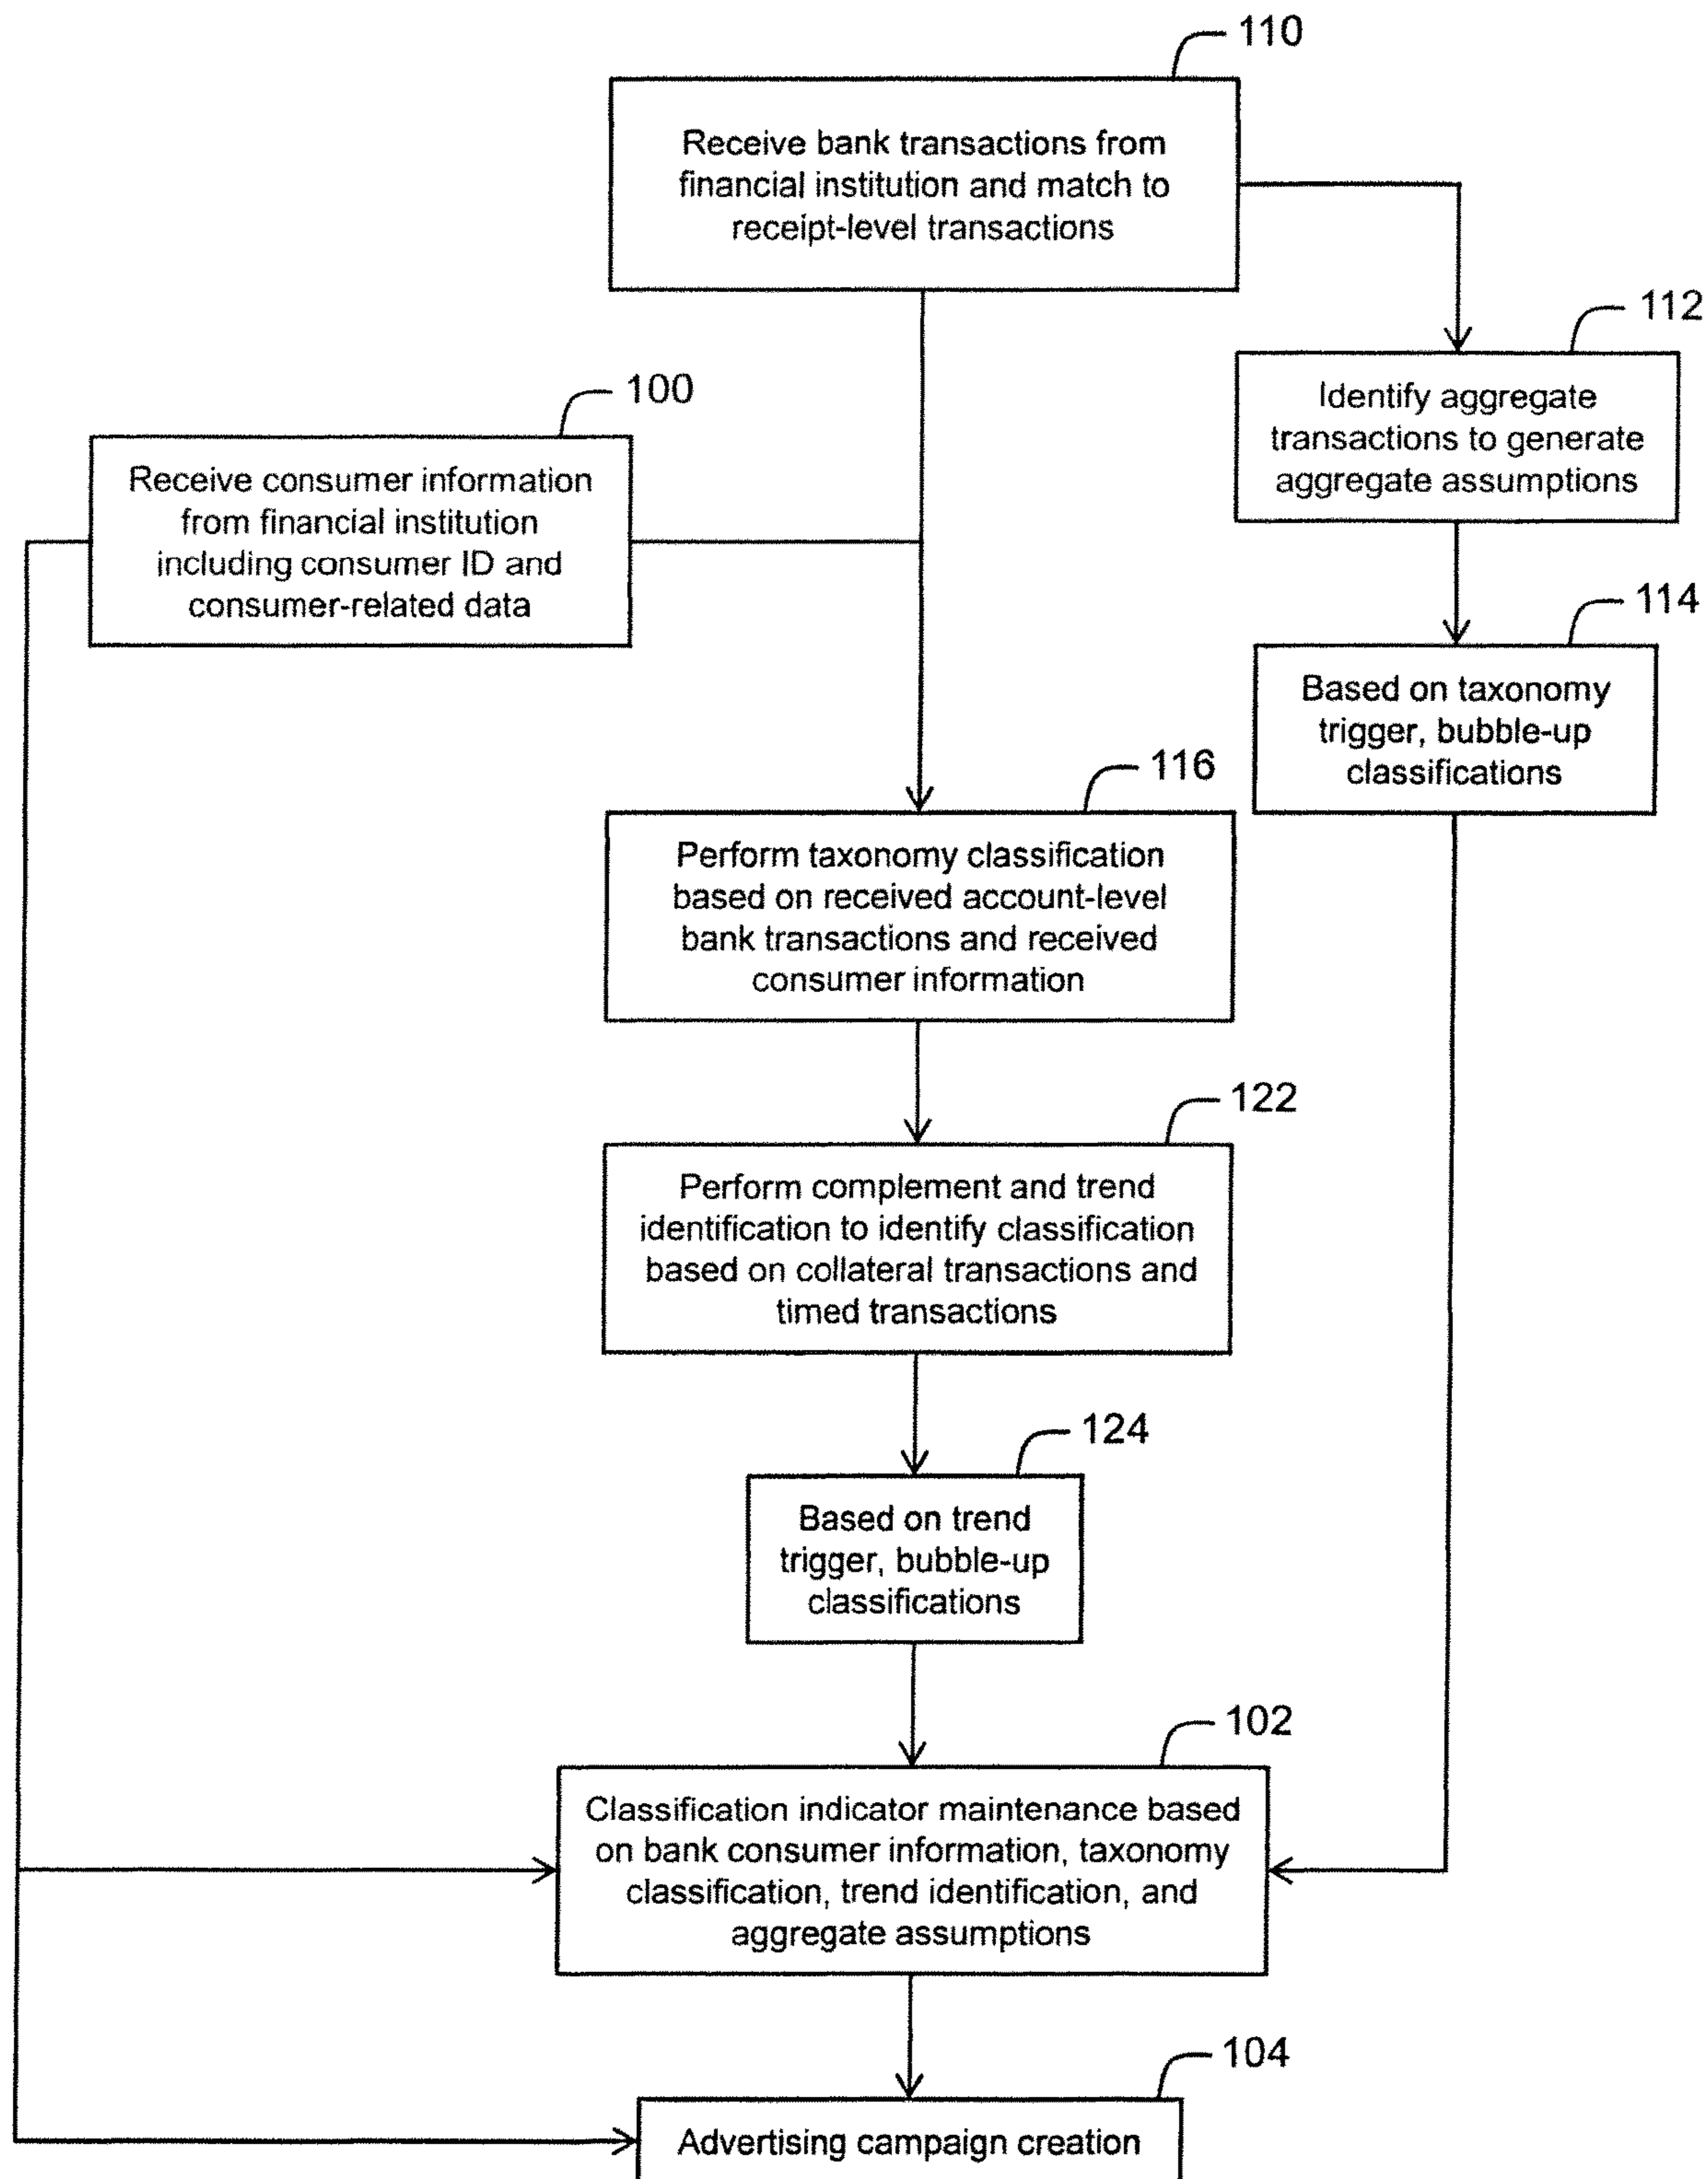 110
Receive bank transactions from
financial institution and match to
receipt-level transactions
112
Identify aggregate
transactions to generate
aggregate assumptions
100
Receive consumer information
from financial institution
including consumer ID and
consumer-related data
114
Based on taxonomy
trigger, bubble-up
classifications
116
Perform taxonomy classification
based on received account-level
bank transactions and received
consumer information
122
Perform complement and trend
identification to identify classification
based on collateral transactions and
timed transactions
124
Based on trend
trigger, bubble-up
classifications
102
Classification indicator maintenance based
on bank consumer information, taxonomy
classification, trend identification, and
aggregate assumptions
104
Advertising campaign creation